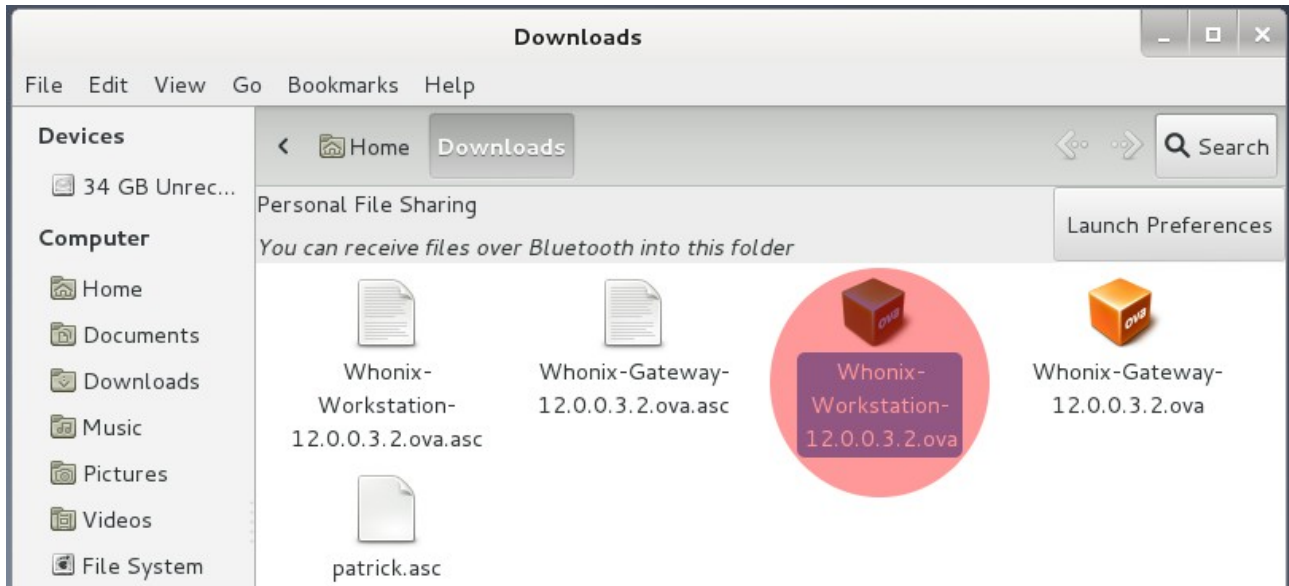 Downloads
File Edit View Go Bookmarks Help
Devices
34 GB Unrec...
Computer
Home
Documents
Downloads
Music
Pictures
Videos
File System
Home Downloads
Search
Personal File Sharing
You can receive files over Bluetooth into this folder
Launch Preferences
Whonix-
Workstation-
12.0.0.3.2.ova.asc
Whonix-Gateway-
12.0.0.3.2.ova.asc
ova
Whonix-
Workstation-
12.0.0.3.2.ova
ova
Whonix-Gateway-
12.0.0.3.2.ova
patrick.asc